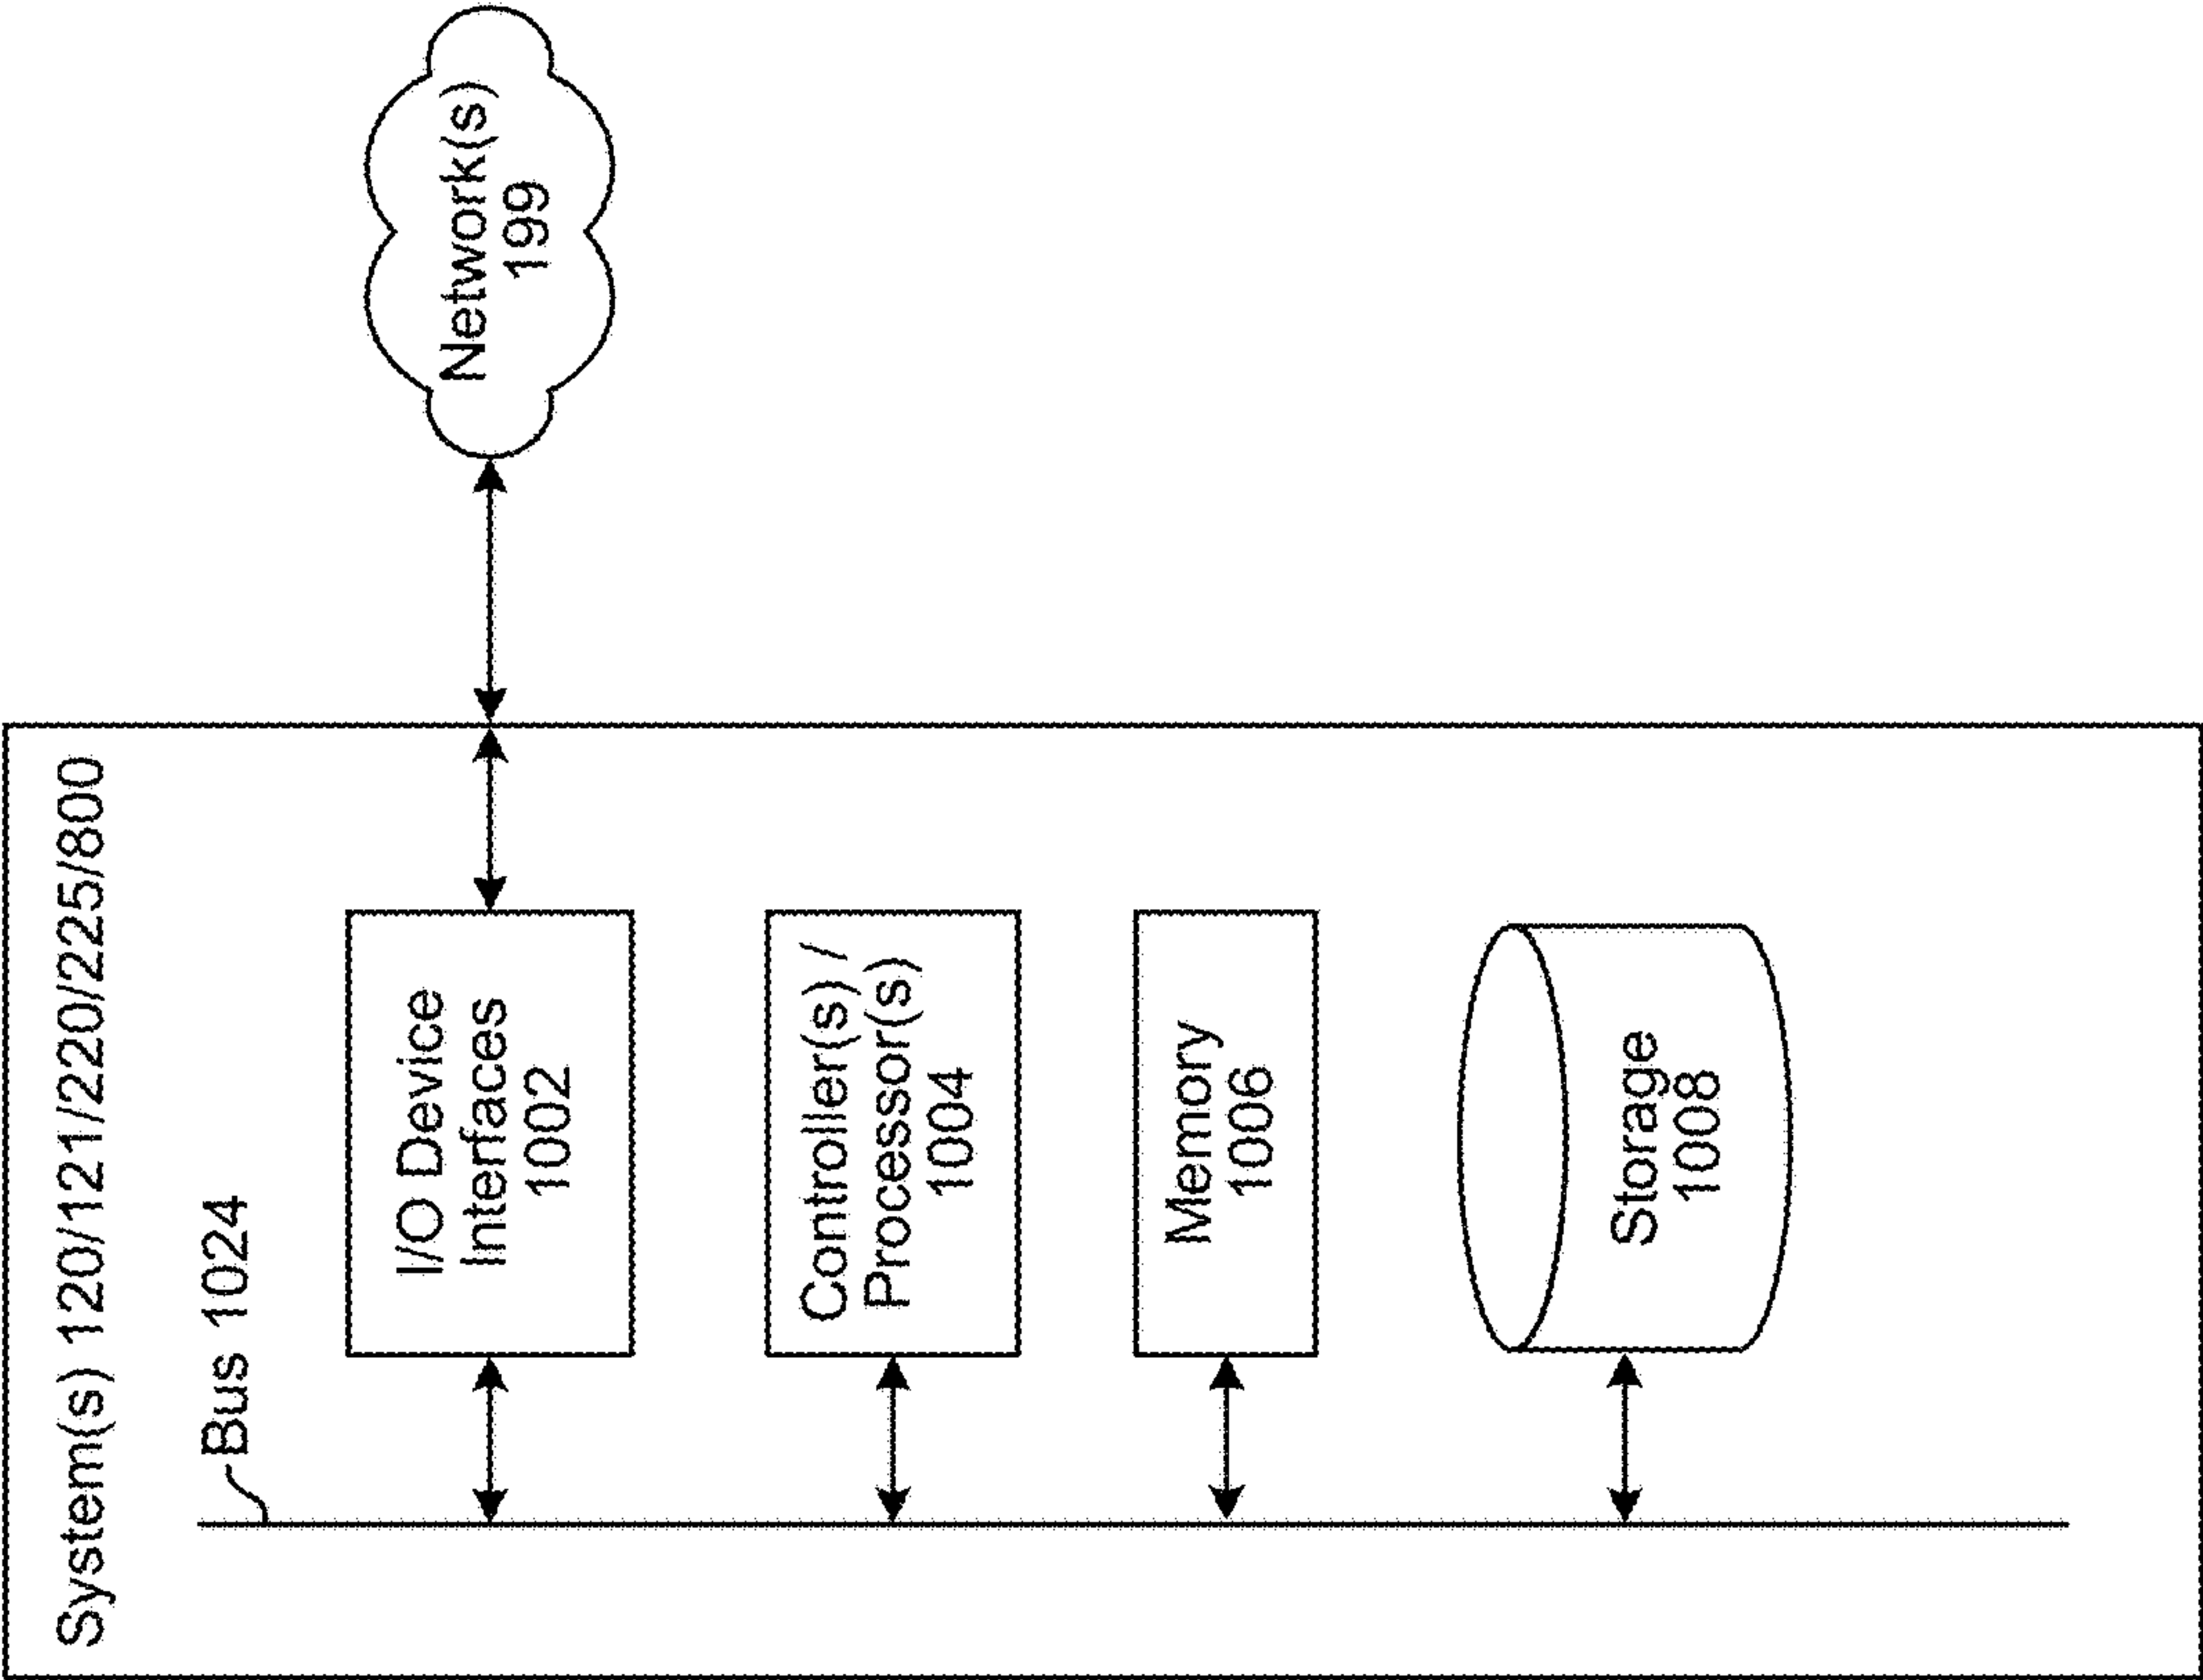 System(s) 120/121/220/225/800
Bus 1024
I/O Device
Interfaces
1002
Network(s)
199
Controller(s) /
Processor(s)
1004
Memory
1006
Storage
1008